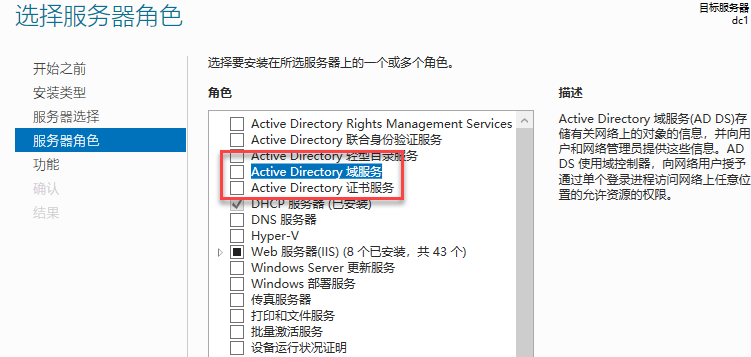 选择服务器角色
目标服务器
dc1
开始之前
安装类型
服务器选择
服务器角色
功能
确认
结果
选择要安装在所选服务器上的一个或多个角色。
角色
Active Directory Rights Management Services
Active Directory 联合身份验证服务
Active Directory 轻型目录服务
Active Directory 域服务
Active Directory 证书服务
DHCP 服务器 (已安装)
DNS 服务器
Hyper-V
Web 服务器(IIS) (8 个已安装，共 43 个)
Windows Server 更新服务
Windows 部署服务
传真服务器
打印和文件服务
批量激活服务
设备运行状况证明
描述
Active Directory 域服务(AD DS)存
储有关网络上的对象的信息，并向用
户和网络管理员提供这些信息。AD
DS 使用域控制器，向网络用户授予
通过单个登录进程访问网络上任意位
置的允许资源的权限。